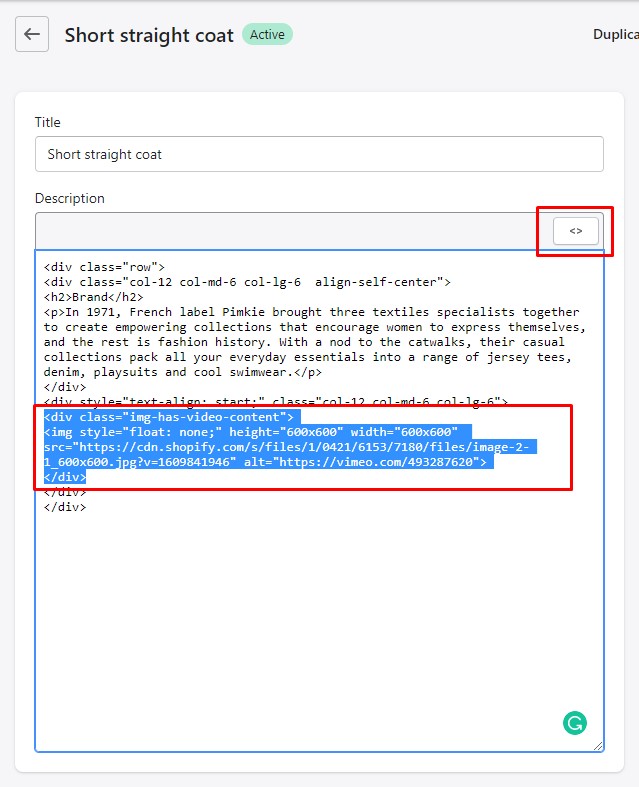 Short straight coat Active Duplica
Title
Short straight coat
Description
<>
<div class="row">
<div class="col-12 col-md-6 col-lg-6  align-self-center">
<h2>Brand</h2>
<p>In 1971, French label Pimkie brought three textiles specialists together
to create empowering collections that encourage women to express themselves,
and the rest is fashion history. With a nod to the catwalks, their casual
collections pack all your everyday essentials into a range of jersey tees,
denim, playsuits and cool swimwear.</p>
</div>
<div style="text-align: start;" class="col-12 col-md-6 col-lg-6">
<div class="img-has-video-content">
<img style="float: none;" height="600x600" width="600x600"
src="https://cdn.shopify.com/s/files/1/0421/6153/7180/files/image-2-
1_600x600.jpg?v=1609841946" alt="https://vimeo.com/493287620">
</div>
</div>
</div>